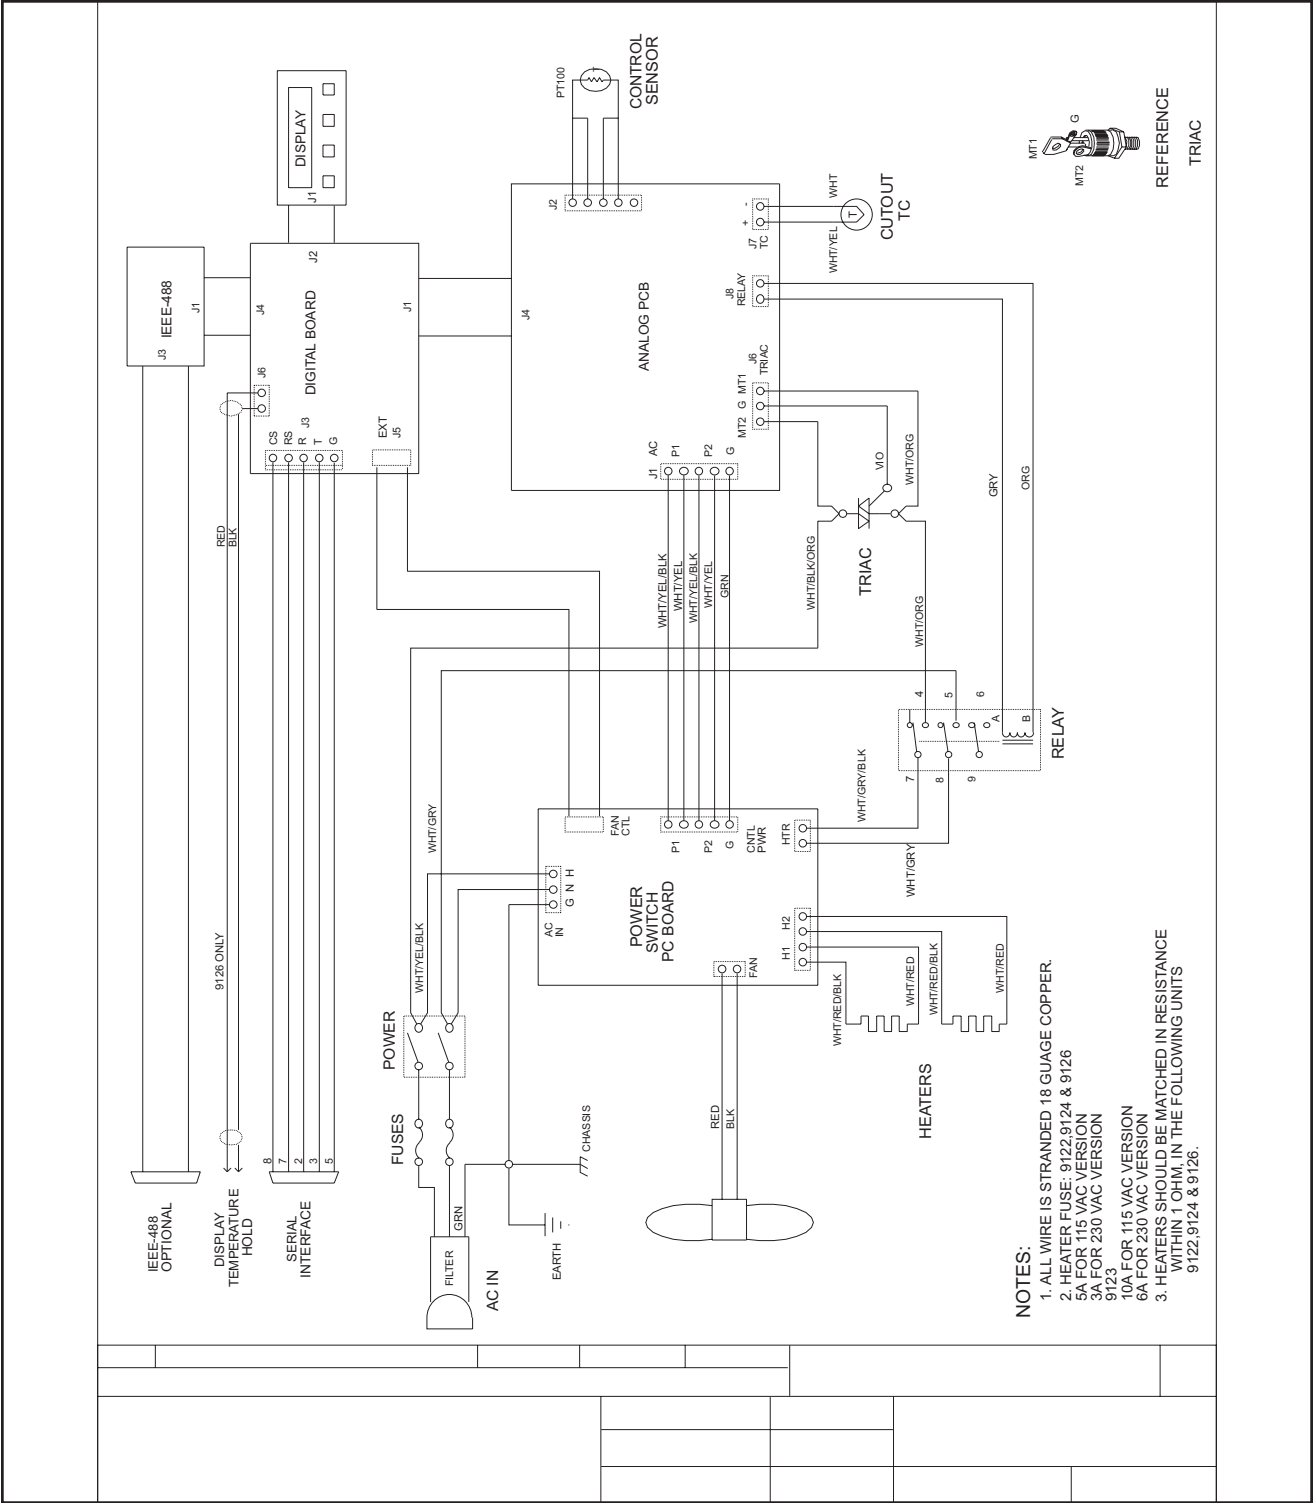 IEEE-488
OPTIONAL
DISPLAY
TEMPERATURE
HOLD
SERIAL
INTERFACE
8
7
2
3
5
9126 ONLY
RED
BLK
IEEE-488
J3
J1
J4
J6
DIGITAL BOARD
J2
J1
CS
RS
R
T
G
J3
EXT
J5
DISPLAY
J1
PT100
T
CONTROL
SENSOR
J2
ANALOG PCB
J4
J1
AC
P1
P2
G
MT2
G
MT1
J6
TRIAC
J8
RELAY
J7
TC
+
-
WHT/YEL
WHT
T
CUTOUT
TC
MT1
MT2
G
REFERENCE
TRIAC
AC IN
FILTER
GRN
FUSES
POWER
EARTH
CHASSIS
WHT/YEL/BLK
WHT/GRY
AC
IN
G
N
H
FAN
CTL
POWER
SWITCH
PC BOARD
P1
P2
G
CNTL
PWR
HTR
FAN
H1
H2
RED
BLK
WHT/YEL/BLK
WHT/YEL
WHT/YEL/BLK
WHT/YEL
GRN
WHT/BLK/ORG
TRIAC
VIO
WHT/ORG
WHT/ORG
GRY
ORG
WHT/GRY/BLK
WHT/GRY
4
5
6
A
B
7
8
9
RELAY
HEATERS
WHT/RED/BLK
WHT/RED
WHT/RED/BLK
WHT/RED
NOTES:
1. ALL WIRE IS STRANDED 18 GUAGE COPPER.
2. HEATER FUSE: 9122,9124 & 9126
5A FOR 115 VAC VERSION
3A FOR 230 VAC VERSION
9123
10A FOR 115 VAC VERSION
6A FOR 230 VAC VERSION
3. HEATERS SHOULD BE MATCHED IN RESISTANCE
WITHIN 1 OHM, IN THE FOLLOWING UNITS
9122,9124 & 9126.